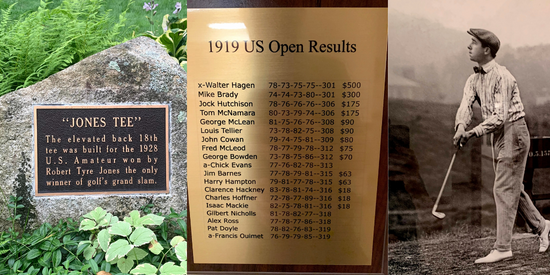 "JONES TEE"
The elevated back 18th
tee was built for the 1928
U.S. Amateur won by
Robert Tyre Jones the only
winner of golf's grand slam.
1919 US Open Results
x-Walter Hagen 78-73-75-75--301 $500
Mike Brady 74-74-73-80--301 $300
Jock Hutchison 78-76-76-76--306 $175
Tom McNamara 80-73-79-74--306 $175
George McLean 81-75-76-76--308 $90
Louis Tellier 73-78-82-75--308 $90
John Cowan 79-74-75-81--309 $80
Fred McLeod 78-77-79-78--312 $75
George Bowden 73-78-75-86--312 $70
a-Chick Evans 77-76-82-78--313
Jim Barnes 77-78-79-81--315 $63
Harry Hampton 79-81-77-78--315 $63
Clarence Hackney 83-78-81-74--316 $18
Charles Hoffner 72-78-77-89--316 $18
Isaac Mackie 82-75-78-81--316 $18
Gilbert Nicholls 81-78-82-77--318
Alex Ross 77-78-77-86--318
Pat Doyle 78-82-76-83--319
a-Francis Ouimet 76-79-79-85--319